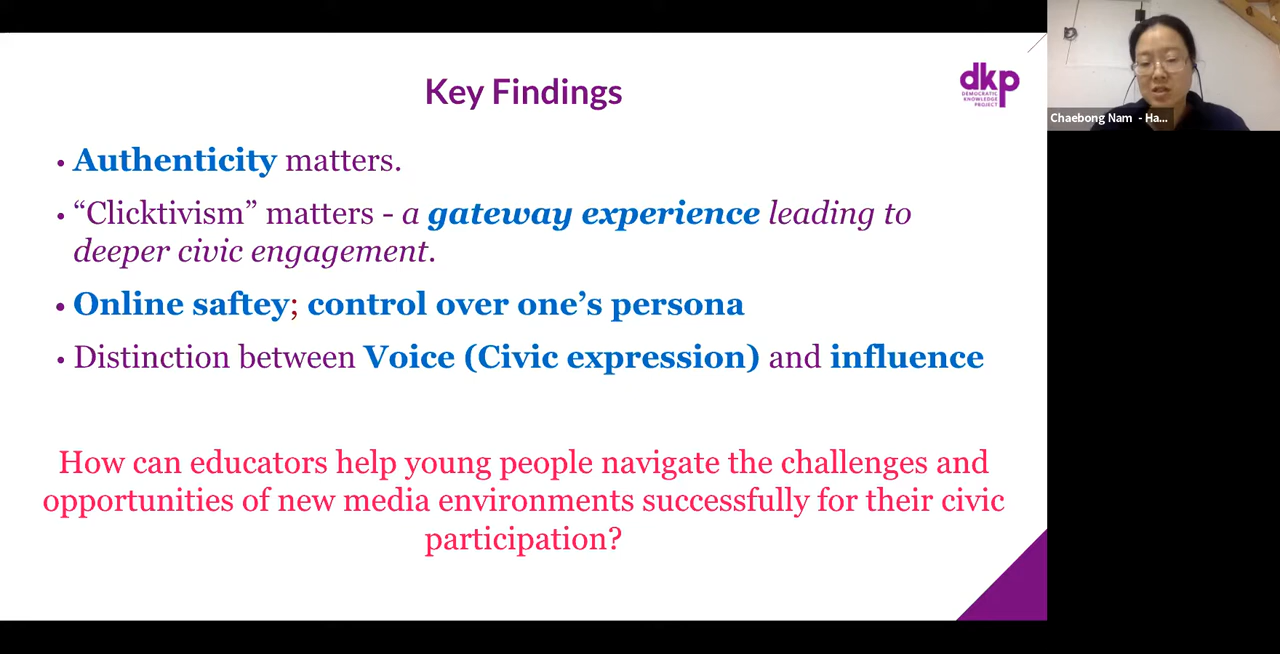 Key Findings
dkp
DEMOCRATIC
KNOWLEDGE
PROJECT
Chaebong Nam - Ha...
• Authenticity matters.
• “Clicktivism” matters - a gateway experience leading to
deeper civic engagement.
• Online saftey; control over one’s persona
• Distinction between Voice (Civic expression) and influence
How can educators help young people navigate the challenges and
opportunities of new media environments successfully for their civic
participation?